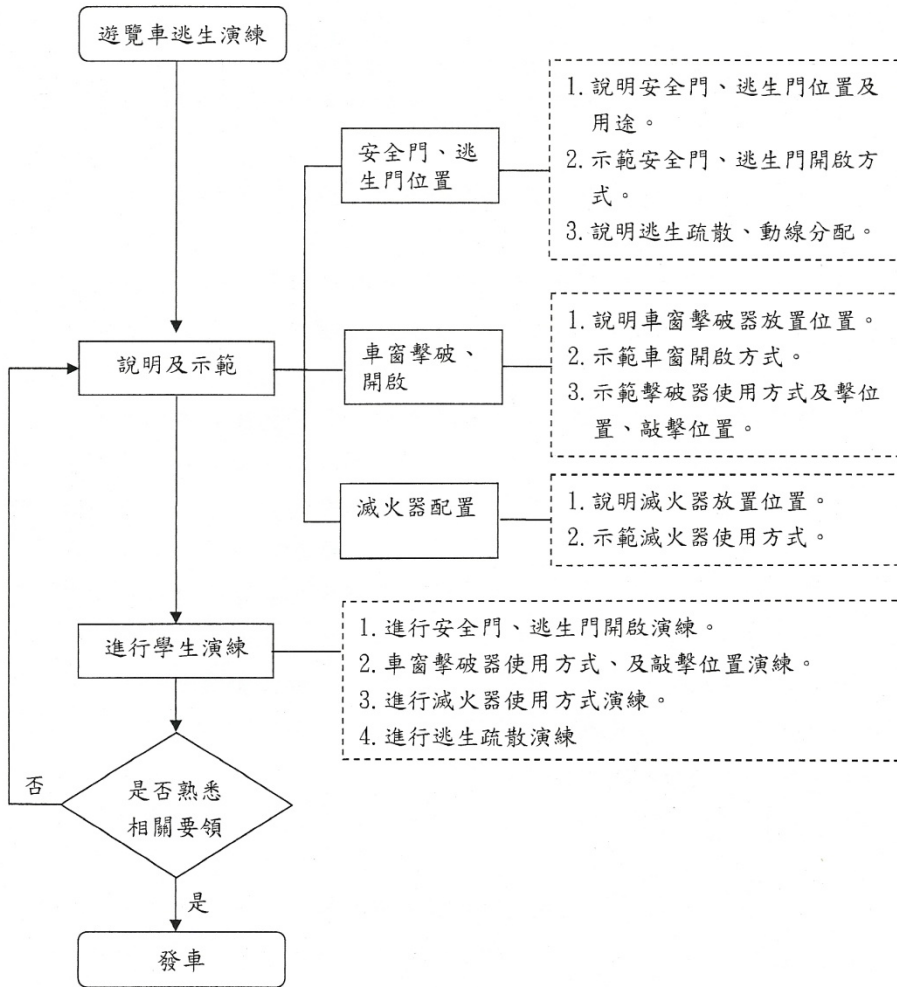 遊覽車逃生演練
安全門、逃
生門位置
1. 說明安全門、逃生門位置及
用途。
2. 示範安全門、逃生門開啟方
式。
3. 說明逃生疏散、動線分配。
說明及示範
車窗擊破、
開啟
1. 說明車窗擊破器放置位置。
2. 示範車窗開啟方式。
3. 示範擊破器使用方式及擊位
置、敲擊位置。
滅火器配置
1. 說明滅火器放置位置。
2. 示範滅火器使用方式。
進行學生演練
1. 進行安全門、逃生門開啟演練。
2. 車窗擊破器使用方式、及敲擊位置演練。
3. 進行滅火器使用方式演練。
4. 進行逃生疏散演練
否
是否熟悉
相關要領
是
發車